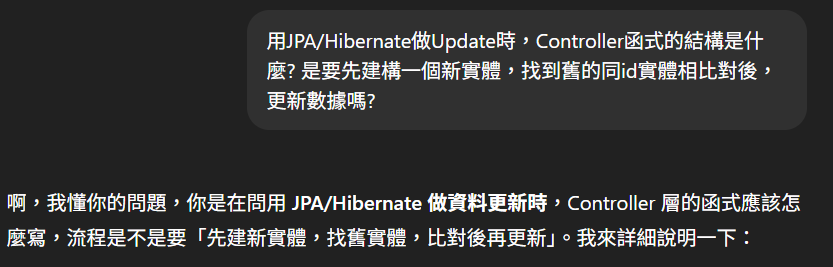 用JPA/Hibernate做Update時，Controller函式的結構是什
麼? 是要先建構一個新實體，找到舊的同id實體相比對後，
更新數據嗎?
啊，我懂你的問題，你是在問用 JPA/Hibernate 做資料更新時，Controller 層的函式應該怎
麼寫，流程是不是要「先建新實體，找舊實體，比對後再更新」。我來詳細說明一下：